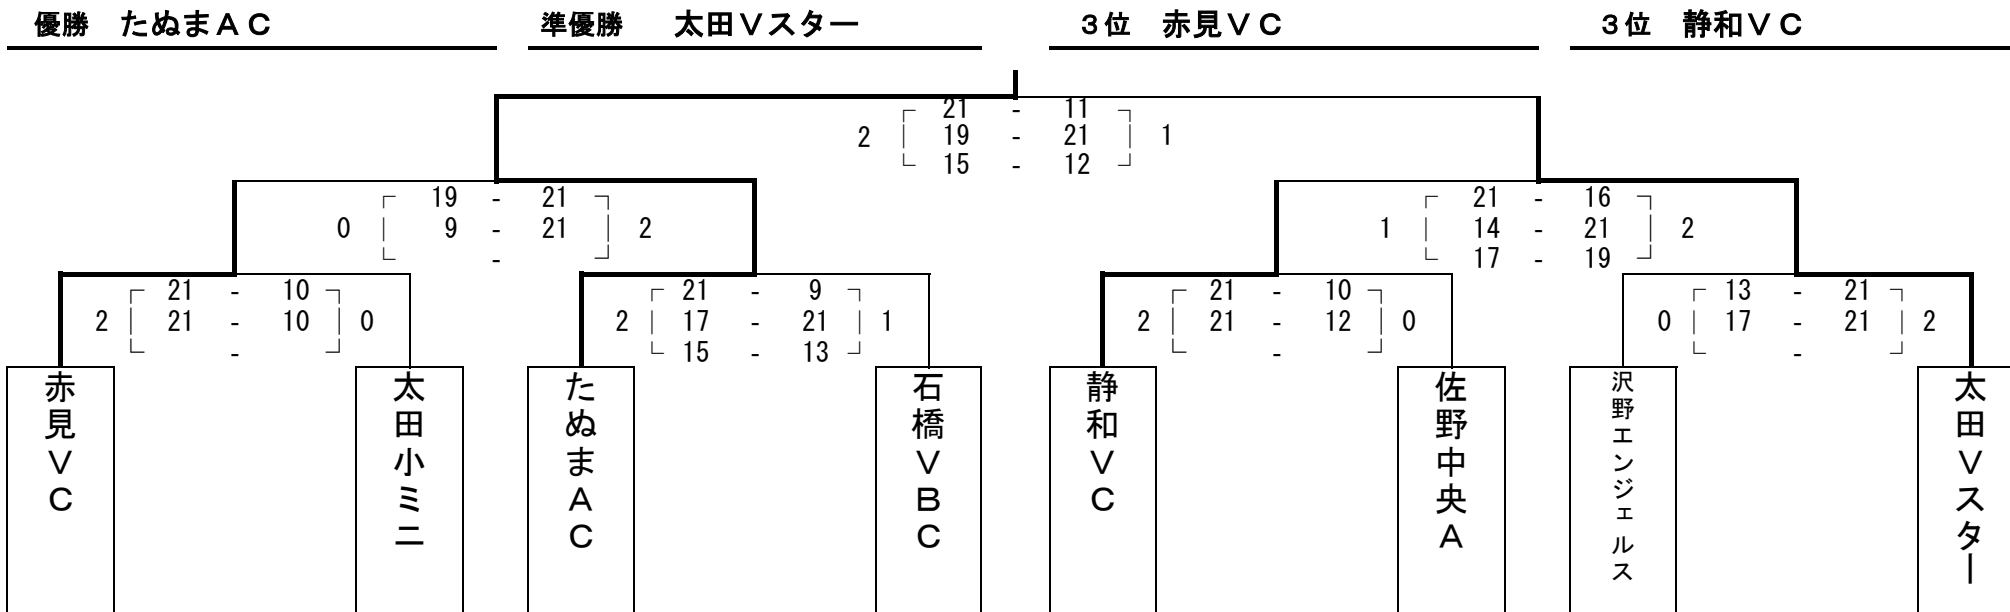 優勝 たぬまＡＣ 準優勝 太田Ｖスター ３位 赤見ＶＣ ３位 静和ＶＣ
21 - 11
2 19 - 21 1
15 - 12
19 - 21
0 9 - 21 2
-
21 - 16
1 14 - 21 2
17 - 19
21 - 10
2 21 - 10 0
-
21 - 9
2 17 - 21 1
15 - 13
21 - 10
2 21 - 12 0
-
13 - 21
0 17 - 21 2
-
赤見ＶＣ
太田小ミニ
たぬまＡＣ
石橋ＶＢＣ
静和ＶＣ
佐野中央Ａ
沢野エンジェルス
太田Ｖスター